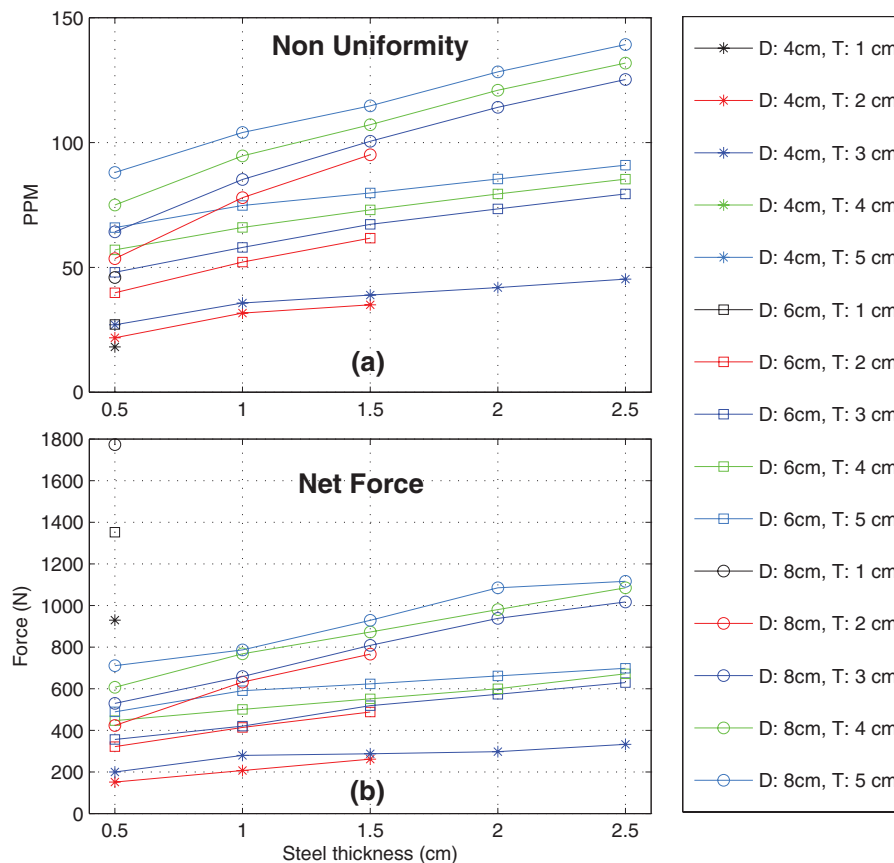 150
Non Uniformity
100
PPM
50
(a)
0
0.5 1 1.5 2 2.5
1800
Net Force
1600
1400
1200
1000
Force (N)
800
600
400
200
(b)
0
0.5 1 1.5 2 2.5
Steel thickness (cm)
D: 4cm, T: 1 cm
D: 4cm, T: 2 cm
D: 4cm, T: 3 cm
D: 4cm, T: 4 cm
D: 4cm, T: 5 cm
D: 6cm, T: 1 cm
D: 6cm, T: 2 cm
D: 6cm, T: 3 cm
D: 6cm, T: 4 cm
D: 6cm, T: 5 cm
D: 8cm, T: 1 cm
D: 8cm, T: 2 cm
D: 8cm, T: 3 cm
D: 8cm, T: 4 cm
D: 8cm, T: 5 cm